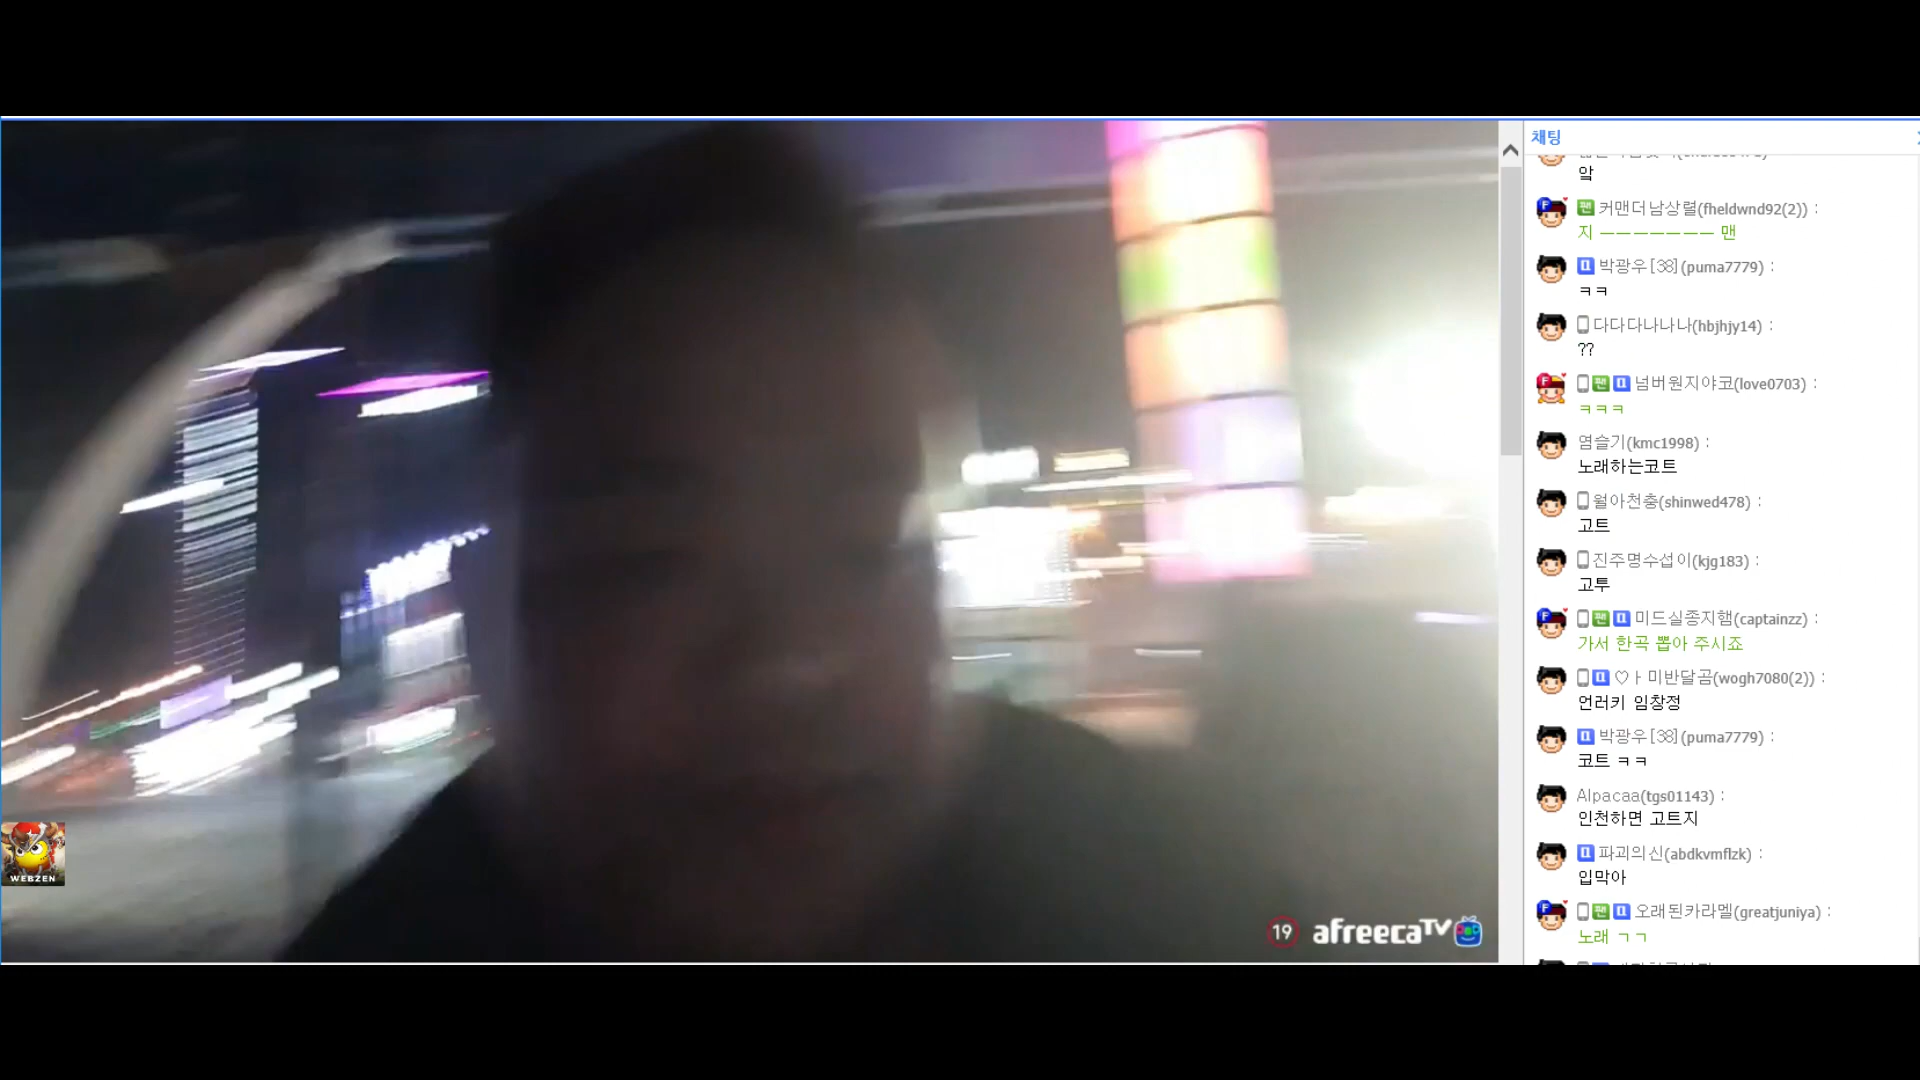 채팅
앞
팬 커맨더남상렬(fheldwnd92(2)) :
지 ㅡㅡㅡㅡㅡㅡㅡ 맨
박광우[38](puma7779) :
ㅋㅋ
다다다나나나(hbjhjy14) :
??
팬 넘버원지야코(love0703) :
ㅋㅋㅋ
염슬기(kmc1998) :
노래하는코트
월아천충(shinwed478) :
고트
진주명수섭이(kjg183) :
고투
팬 미드실종지햄(captainzz) :
가서 한곡 뽑아 주시죠
♡ㅏ미반달곰(wogh7080(2)) :
언러키 임창정
박광우[38](puma7779) :
코트 ㅋㅋ
Alpacaa(tgs01143) :
인천하면 고트지
파괴의신(abdkvmflzk) :
입막아
팬 오래된카라멜(greatjuniya) :
노래 ㄱㄱ
WEBZEN
19 afreecaTV